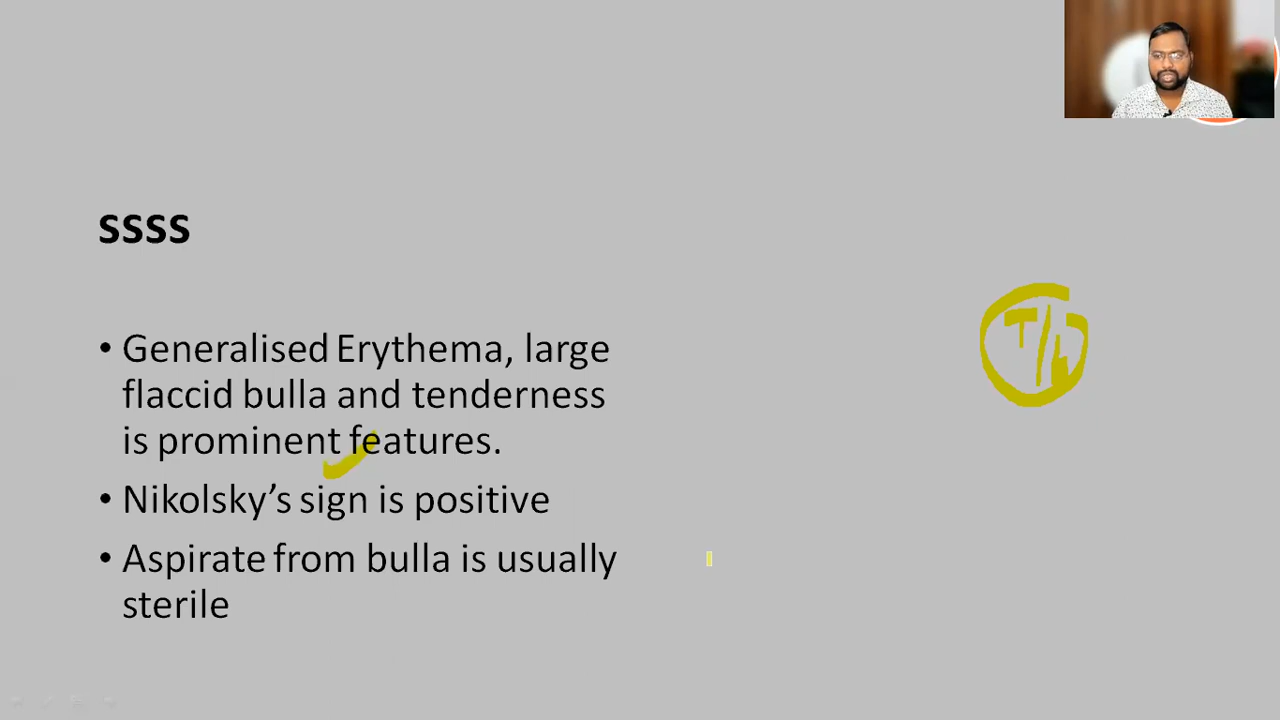 ssss
• Generalised Erythema, large
flaccid bulla and tenderness
is prominent features.
• Nikolsky’s sign is positive
• Aspirate from bulla is usually
sterile